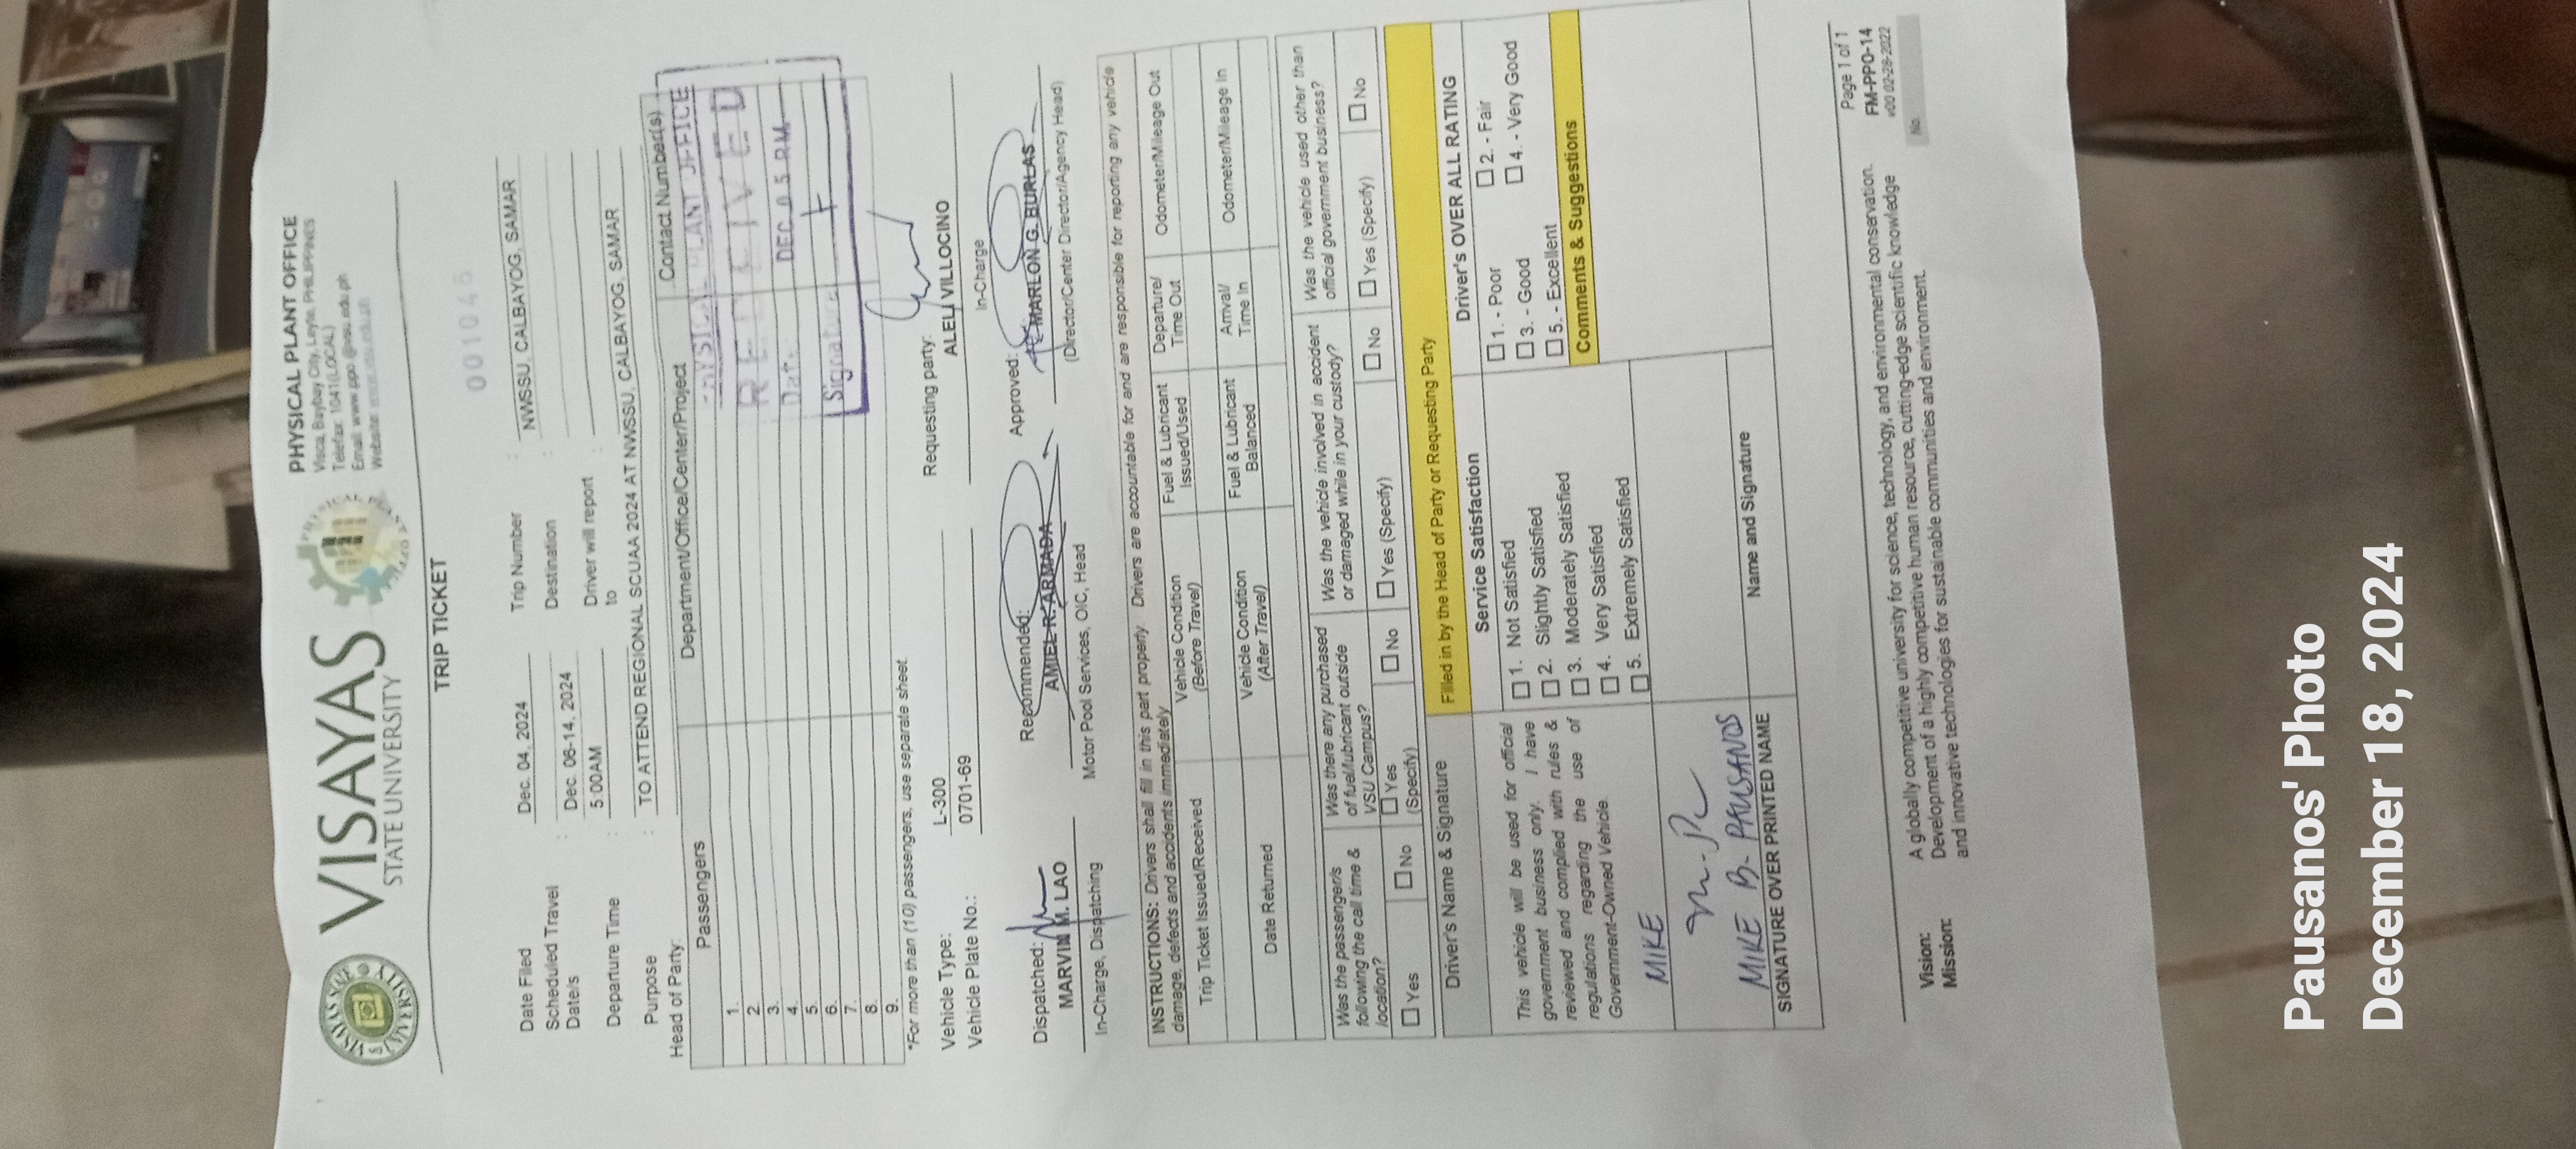 VISAYAS
STATE UNIVERSITY
PHYSICAL PLANT OFFICE
Visca, Baybay City, Leyte, PHILIPPINES
Telefax: 1041(LOCAL)
Email: www.ppo@vsu.edu.ph
Website:
TRIP TICKET
001045
Date Filed : Dec. 04, 2024 Trip Number : NWSSU, CALBAYOG, SAMAR
Scheduled Travel Date/s : Dec. 06-14, 2024 Destination :
Departure Time : 5:00AM Driver will report to :
Purpose : TO ATTEND REGIONAL SCUAA 2024 AT NWSSU, CALBAYOG, SAMAR
Head of Party:
Passengers Department/Office/Center/Project Contact Number(s)
1.
2.
3.
4.
5.
6.
7.
8.
9.
PHYSICAL PLANT OFFICE
RECEIVED
Date: DEC 05
Signature
*For more than (10) passengers, use separate sheet.
Vehicle Type: L-300
Vehicle Plate No.: 0701-69
Requesting party:
ALELI VILLOCINO
In-Charge
Dispatched:
MARVIN M. LAO
In-Charge, Dispatching
Recommended:
AMIEL R. ARMADA
Motor Pool Services, OIC, Head
Approved:
MARLON G. BURLAS
(Director/Center Director/Agency Head)
INSTRUCTIONS: Drivers shall fill in this part properly. Drivers are accountable for and are responsible for reporting any vehicle
damage, defects and accidents immediately
Trip Ticket Issued/Received
Vehicle Condition (Before Travel)
Fuel & Lubricant Issued/Used
Departure/ Time Out
Odometer/Mileage Out
Date Returned
Vehicle Condition (After Travel)
Fuel & Lubricant Balanced
Arrival/ Time In
Odometer/Mileage In
Was the passenger/s following the call time & location?
Yes No
Was there any purchased of fuel/lubricant outside VSU Campus?
Yes (Specify) No
Was the vehicle involved in accident or damaged while in your custody?
Yes (Specify) No
Was the vehicle used other than official government business?
Yes (Specify) No
Driver's Name & Signature
This vehicle will be used for official
government business only. I have
reviewed and complied with rules &
regulations regarding the use of
Government-Owned Vehicle.
MIKE
MIKE B. PAUSANOS
SIGNATURE OVER PRINTED NAME
Filled in by the Head of Party or Requesting Party
Service Satisfaction
1. Not Satisfied
2. Slightly Satisfied
3. Moderately Satisfied
4. Very Satisfied
5. Extremely Satisfied
Name and Signature
Driver's OVER ALL RATING
1. - Poor 2. - Fair
3. - Good 4. - Very Good
5. - Excellent
Comments & Suggestions
Vision: A globally competitive university for science, technology, and environmental conservation.
Mission: Development of a highly competitive human resource, cutting-edge scientific knowledge
and innovative technologies for sustainable communities and environment.
Page 1 of 1
FM-PPO-14
v00 02-28-2022
No.
Pausanos' Photo
December 18, 2024